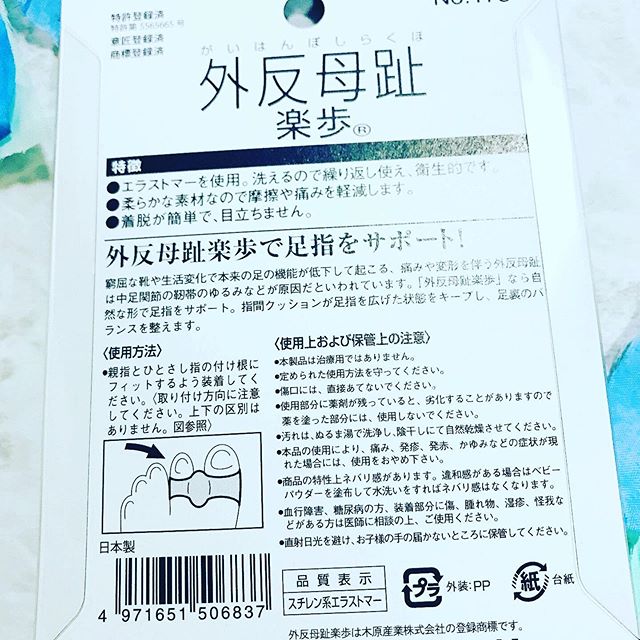 特許登録済
特許第5565665号
意匠登録済
商標登録済
がいはんぼしらくほ
外反母趾
楽歩®
特徴
●エラストマーを使用。洗えるので繰り返し使え、衛生的です。
●柔らかな素材なので摩擦や痛みを軽減します。
●着脱が簡単で、目立ちません。
外反母趾楽歩で足指をサポート!
窮屈な靴や生活変化で本来の足の機能が低下して起こる、痛みや変形を伴う外反母趾
は中足関節の靭帯のゆるみなどが原因だといわれています。「外反母趾楽歩」なら自
然な形で足指をサポート。指間クッションが足指を広げた状態をキープし、足裏のバ
ランスを整えます。
〈使用方法〉
●親指とひとさし指の付け根に
フィットするよう装着してく
ださい。〈取り付け方向に注意
してください。上下の区別は
ありません。図参照〉
〈使用上および保管上の注意〉
●本製品は治療用ではありません。
●定められた使用方法を守ってください。
●傷口には、直接あてないでください。
●使用部分に薬剤が残っていると、劣化することがありますので
薬を塗った部分には、使用しないでください。
●汚れは、ぬるま湯で洗浄し、陰干しにて自然乾燥させてください。
●本品の使用により、痛み、発疹、発赤、かゆみなどの症状が現
れた場合には、使用をおやめ下さい。
●商品の特性上ネバリ感があります。違和感がある場合はベビー
パウダーを塗布して水洗いをすればネバリ感はなくなります。
●血行障害、糖尿病の方、装着部分に傷、腫れ物、湿疹、怪我な
どがある方は医師に相談の上、ご使用ください。
●直射日光を避け、お子様の手の届かないところに保管してください。
日本製
4 971651 506837
品質表示
スチレン系エラストマー
プラ 外装:PP
紙 台紙
外反母趾楽歩は木原産業株式会社の登録商標です。